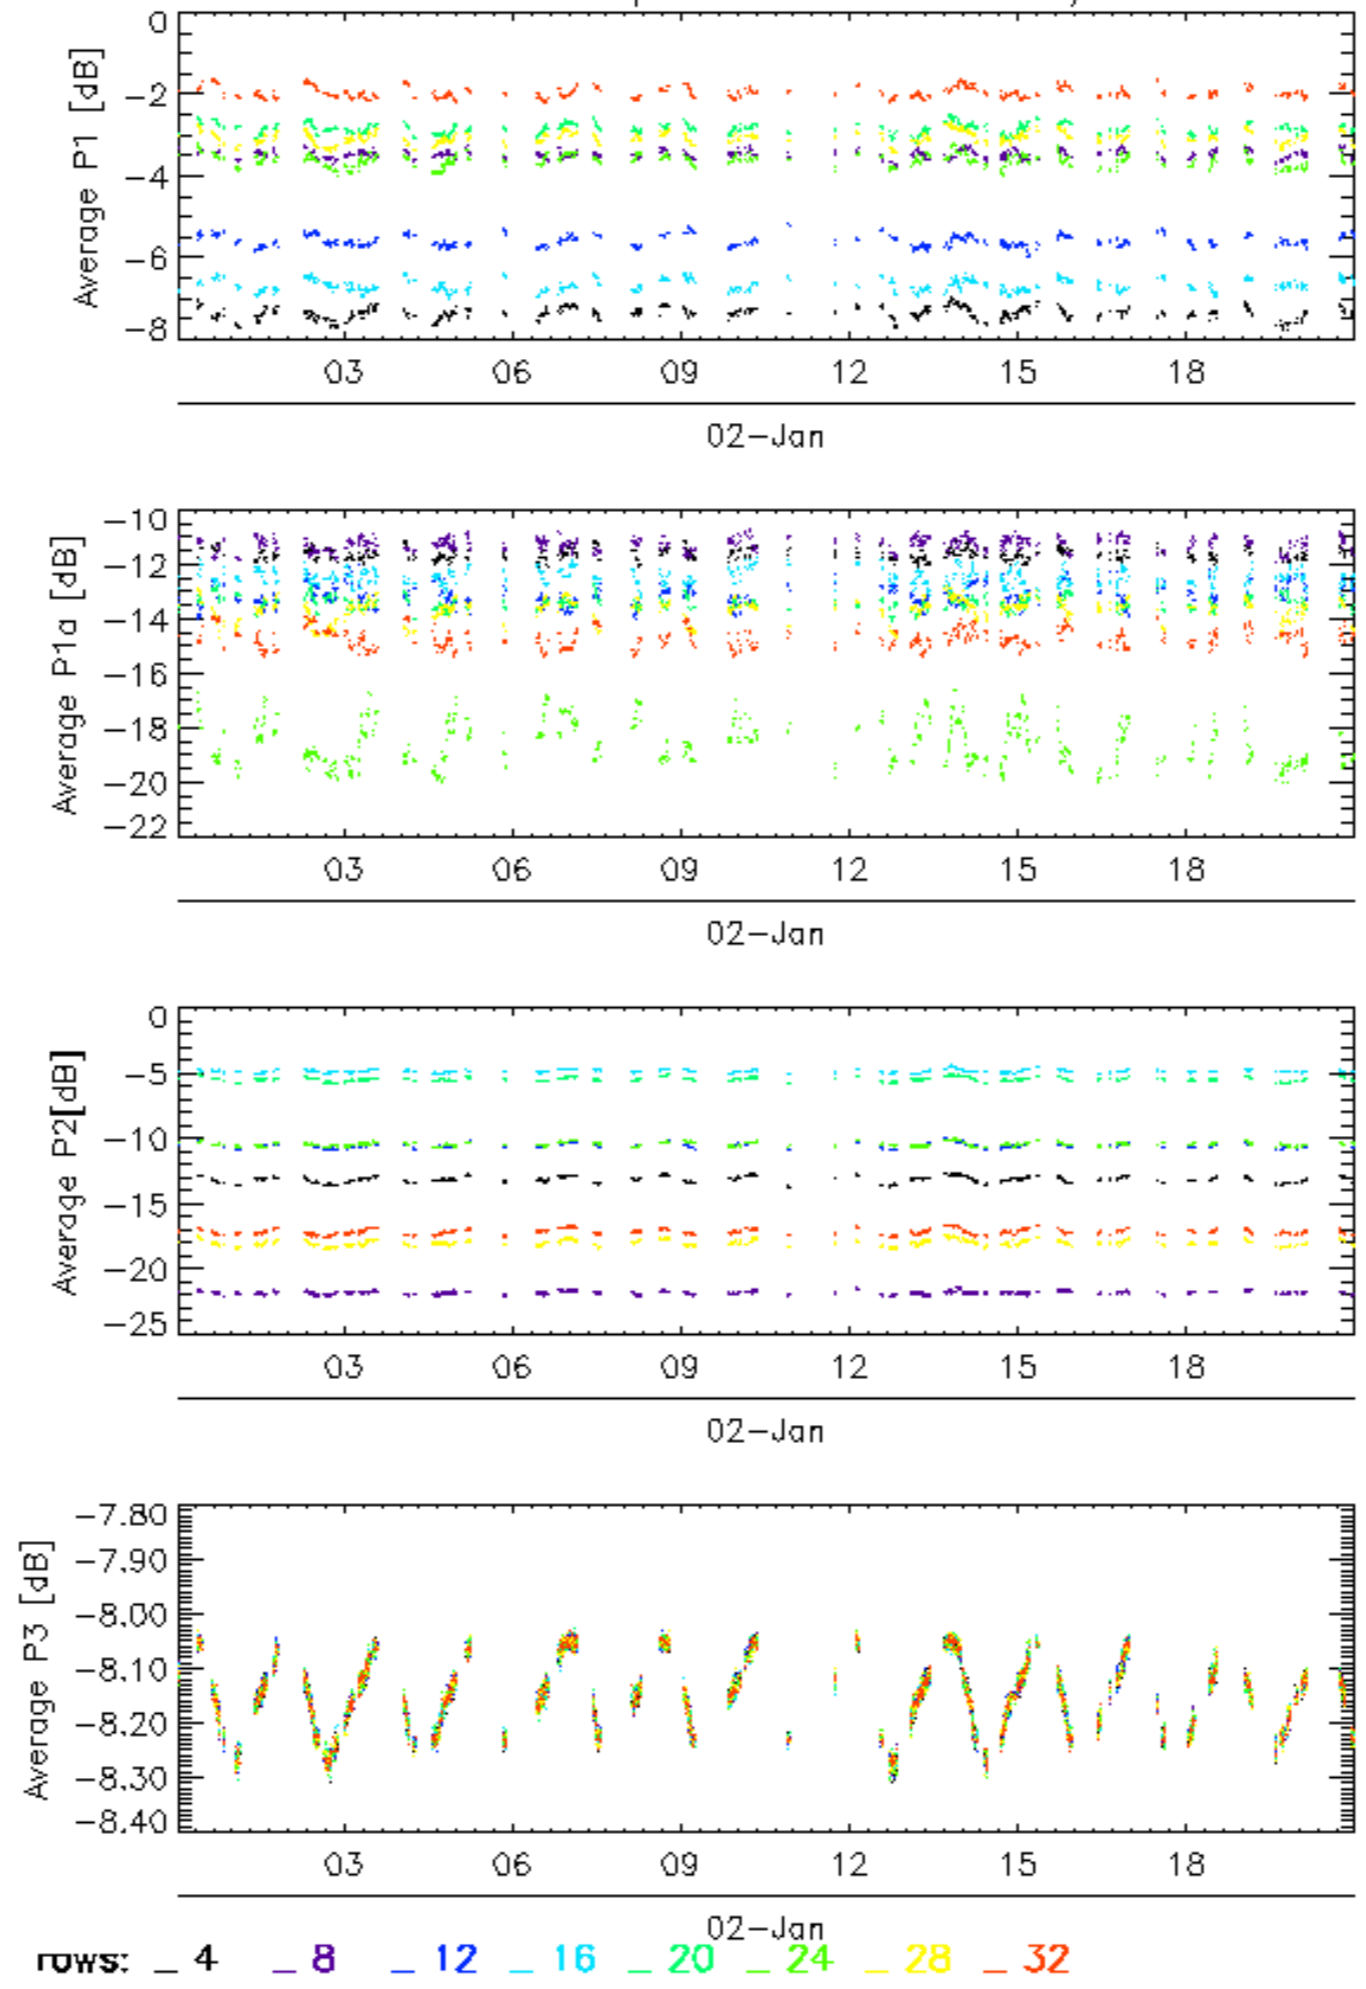 Average P1 [dB]
0
-2
-4
-6
-8
03 06 09 12 15 18
02-Jan
Average P1a [dB]
-10
-12
-14
-16
-18
-20
-22
03 06 09 12 15 18
02-Jan
Average P2[dB]
0
-5
-10
-15
-20
-25
03 06 09 12 15 18
02-Jan
Average P3 [dB]
-7.80
-7.90
-8.00
-8.10
-8.20
-8.30
-8.40
03 06 09 12 15 18
02-Jan
rows: _ 4 _ 8 _ 12 _ 16 _ 20 _ 24 _ 28 _ 32